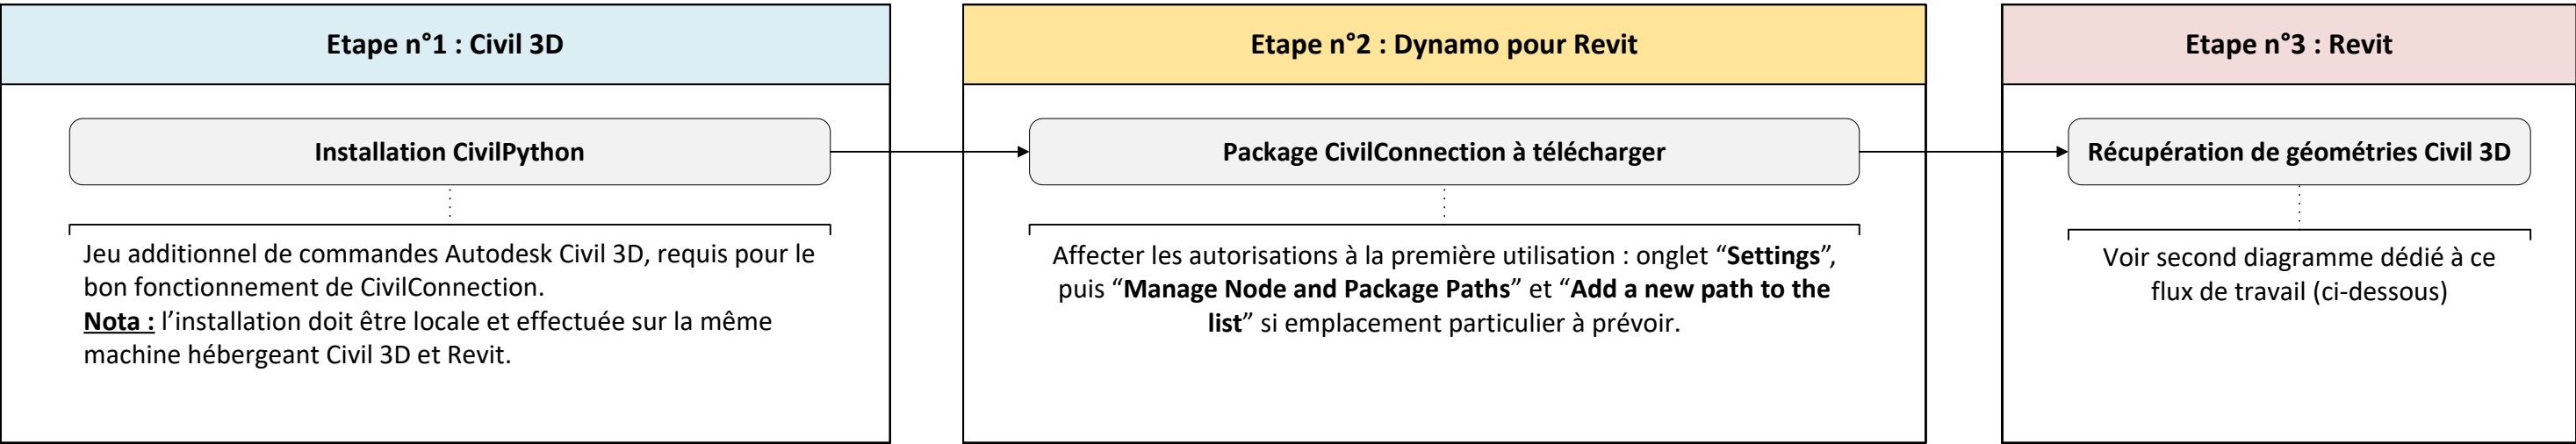 Etape n°1 : Civil 3D
Installation CivilPython
Jeu additionnel de commandes Autodesk Civil 3D, requis pour le
bon fonctionnement de CivilConnection.
Nota : l’installation doit être locale et effectuée sur la même
machine hébergeant Civil 3D et Revit.
Etape n°2 : Dynamo pour Revit
Package CivilConnection à télécharger
Affecter les autorisations à la première utilisation : onglet “Settings”,
puis “Manage Node and Package Paths” et “Add a new path to the
list” si emplacement particulier à prévoir.
Etape n°3 : Revit
Récupération de géométries Civil 3D
Voir second diagramme dédié à ce
flux de travail (ci-dessous)